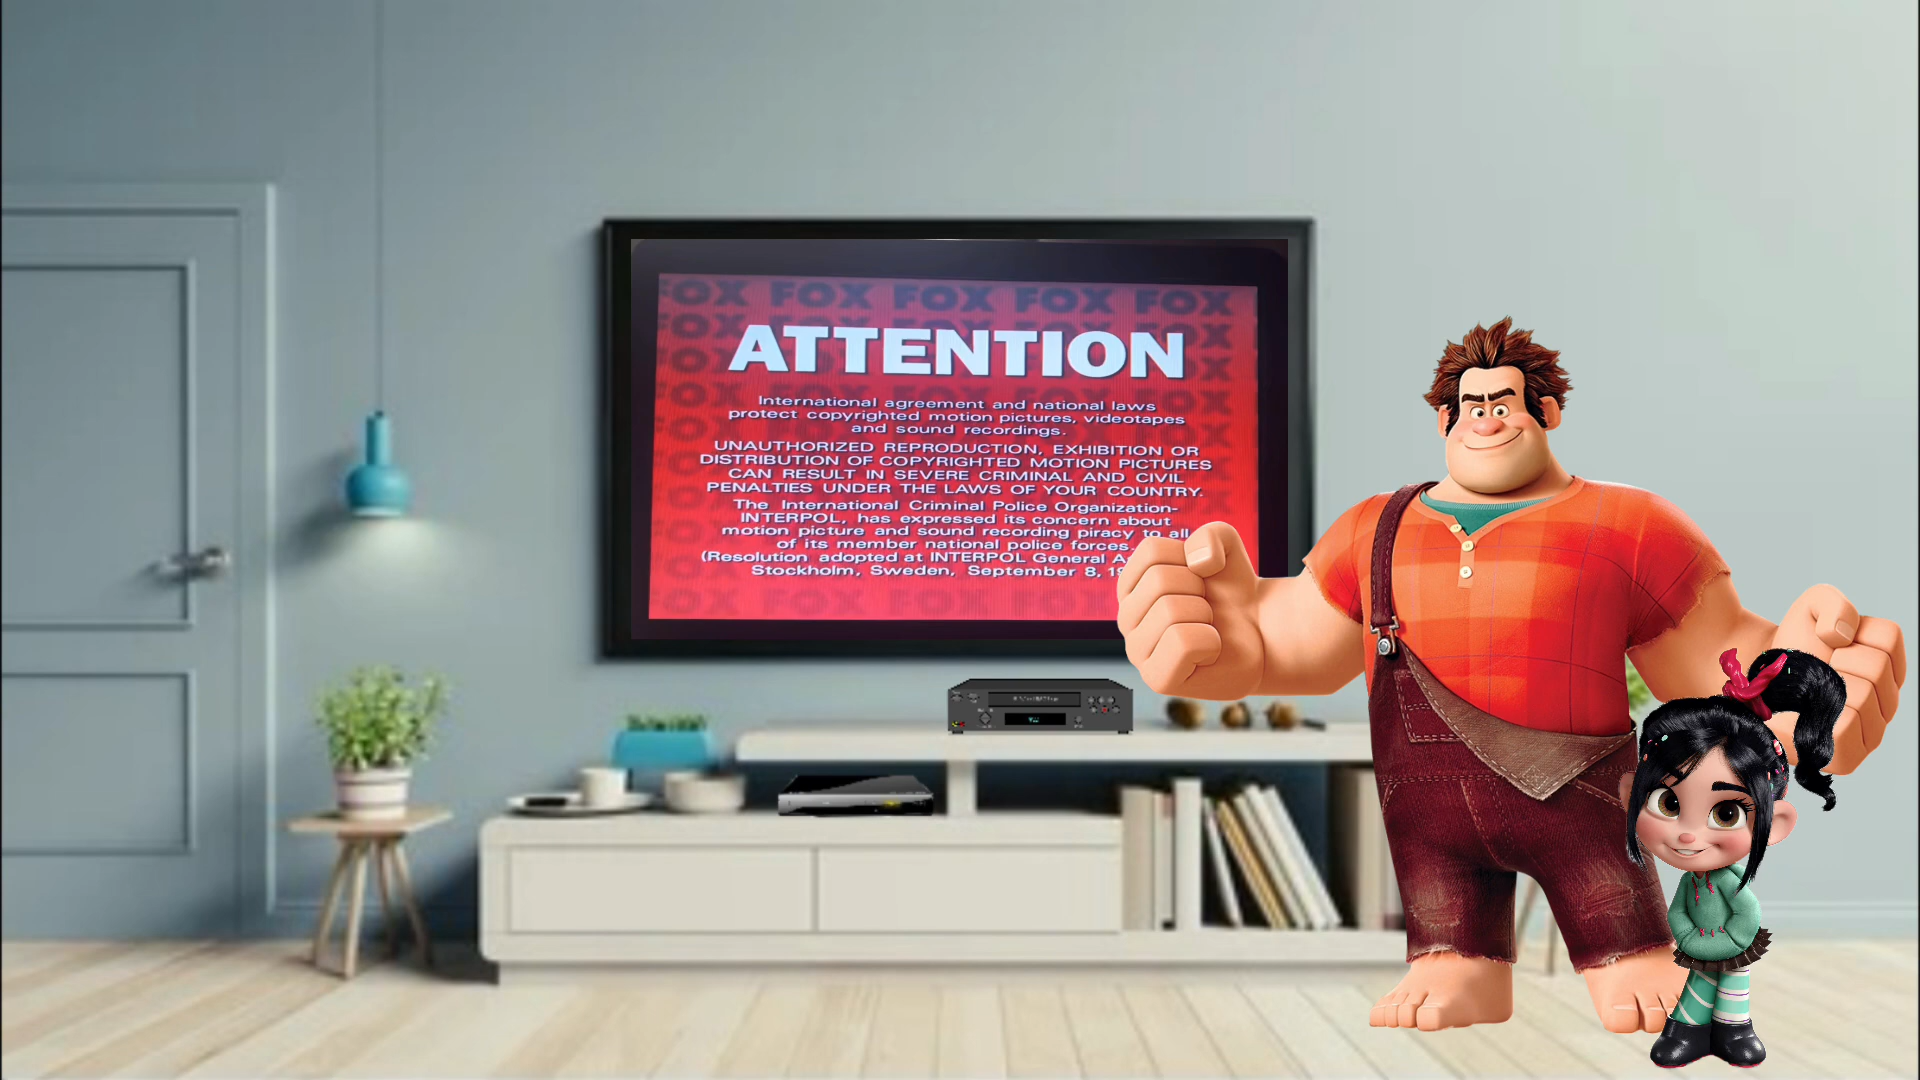 FOX FOX FOX FOX FOX
ATTENTION
International agreement and national laws
protect copyrighted motion pictures, videotapes
and sound recordings.
UNAUTHORIZED REPRODUCTION, EXHIBITION OR
DISTRIBUTION OF COPYRIGHTED MOTION PICTURES
CAN RESULT IN SEVERE CRIMINAL AND CIVIL
PENALTIES UNDER THE LAWS OF YOUR COUNTRY.
The International Criminal Police Organization-
INTERPOL, has expressed its concern about
motion picture and sound recording piracy to all
of its member national police forces.
(Resolution adopted at INTERPOL General
Stockholm, Sweden, September 8,
FOX FOX FOX FOX